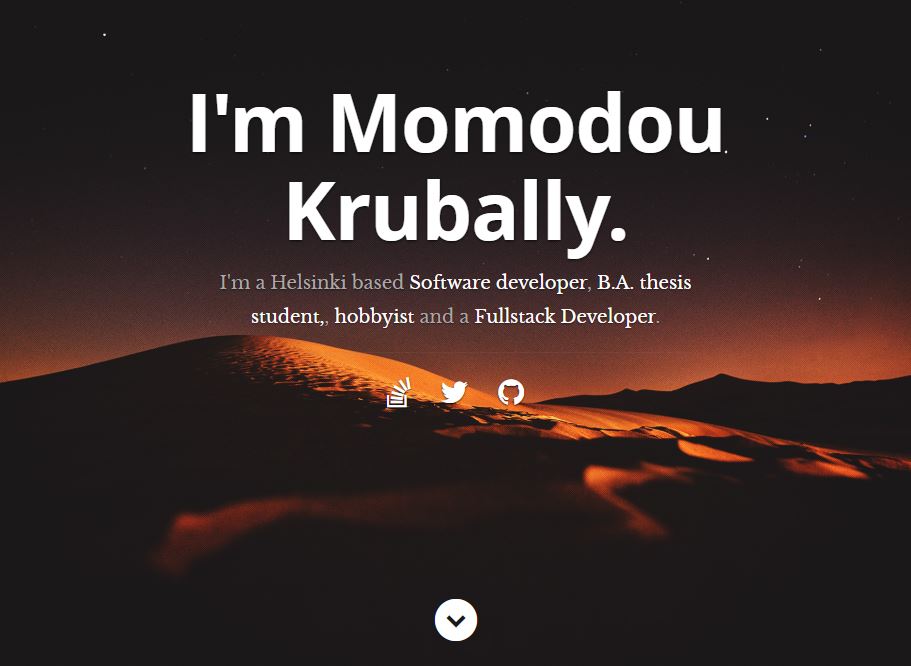 I'm Momodou
Krubally.
I'm a Helsinki based Software developer, B.A. thesis
student,, hobbyist and a Fullstack Developer.